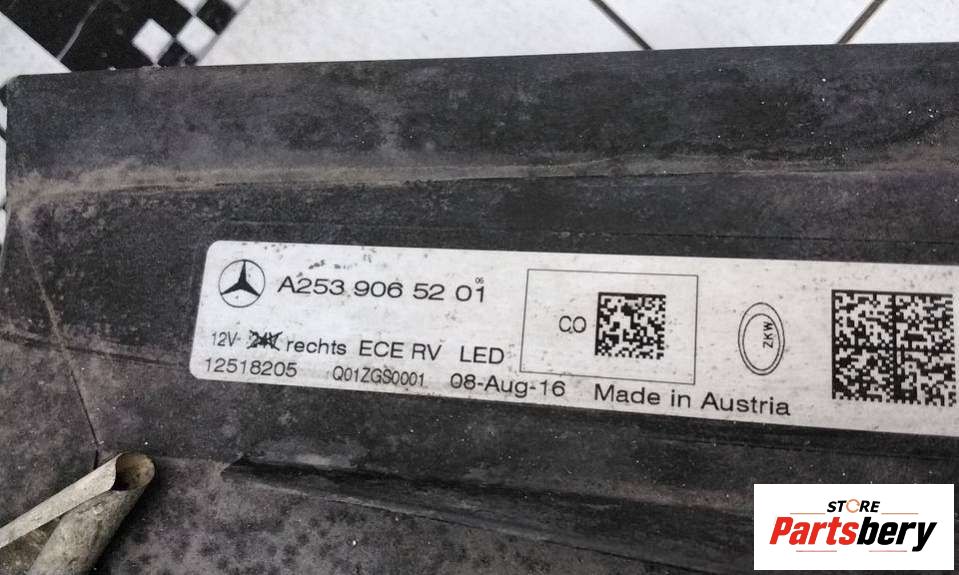 A253 906 52 01 06
12V- 24V rechts ECE RV LED
12518205 Q01ZGS0001 08-Aug-16 Made in Austria
C.O
ZKW
STORE
Partsbery